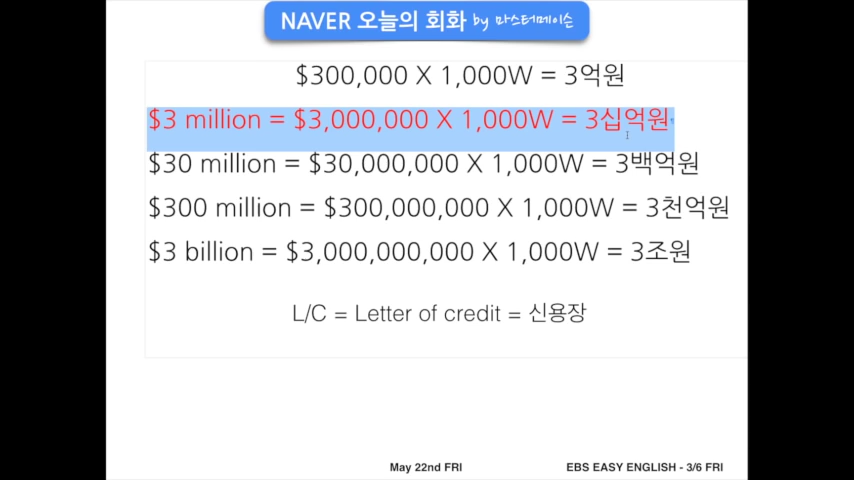 NAVER 오늘의 회화 by 마스터메이슨
$300,000 X 1,000W = 3억원
$3 million = $3,000,000 X 1,000W = 3십억원
$30 million = $30,000,000 X 1,000W = 3백억원
$300 million = $300,000,000 X 1,000W = 3천억원
$3 billion = $3,000,000,000 X 1,000W = 3조원
L/C = Letter of credit = 신용장
May 22nd FRI
EBS EASY ENGLISH - 3/6 FRI